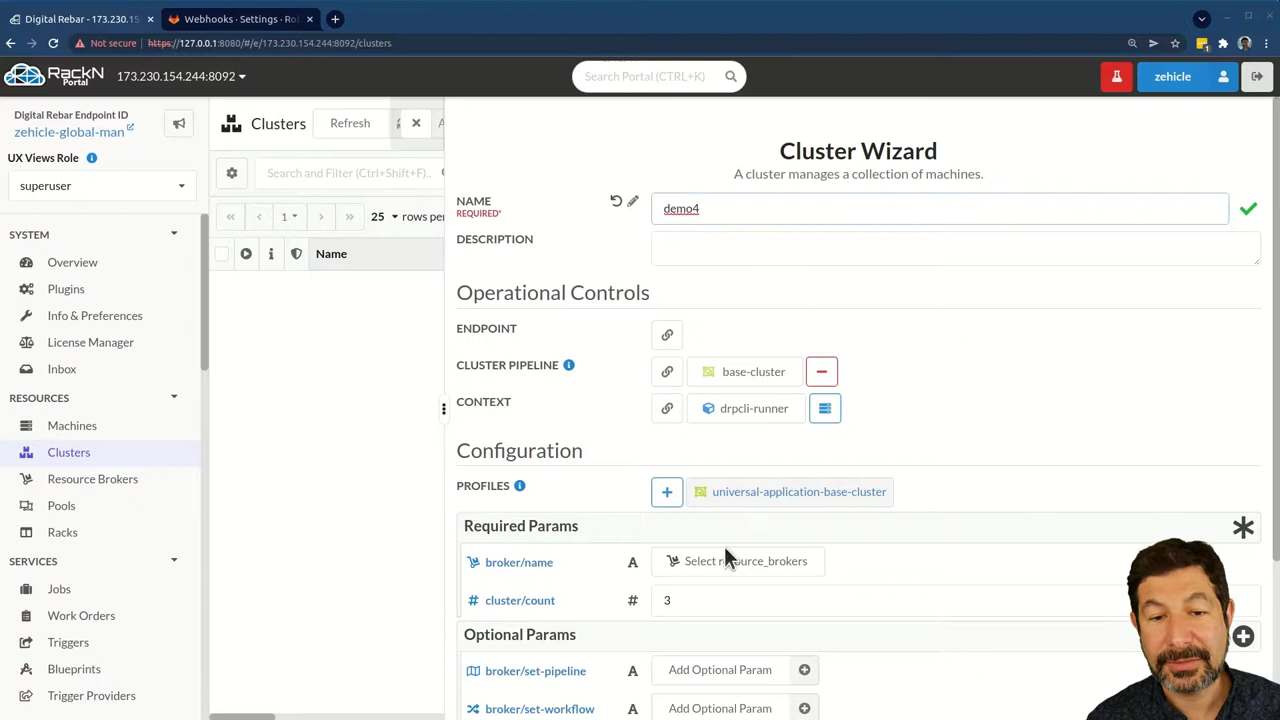 Digital Rebar - 173.230.15
Webhooks · Settings · Ro
Not secure https://127.0.0.1:8080/#/e/173.230.154.244:8092/clusters
RackN Portal
173.230.154.244:8092
Search Portal (CTRL+K)
zehicle
Digital Rebar Endpoint ID
zehicle-global-man
UX Views Role
superuser
SYSTEM
Overview
Plugins
Info & Preferences
License Manager
Inbox
RESOURCES
Machines
Clusters
Resource Brokers
Pools
Racks
SERVICES
Jobs
Work Orders
Triggers
Blueprints
Trigger Providers
Clusters
Refresh
Search and Filter (Ctrl+Shift+F)..
1
25 rows per
Name
Cluster Wizard
A cluster manages a collection of machines.
NAME
REQUIRED*
demo4
DESCRIPTION
Operational Controls
ENDPOINT
CLUSTER PIPELINE
base-cluster
CONTEXT
drpcli-runner
Configuration
PROFILES
universal-application-base-cluster
Required Params
broker/name A Select resource_brokers
# cluster/count # 3
Optional Params
broker/set-pipeline A Add Optional Param
broker/set-workflow A Add Optional Param